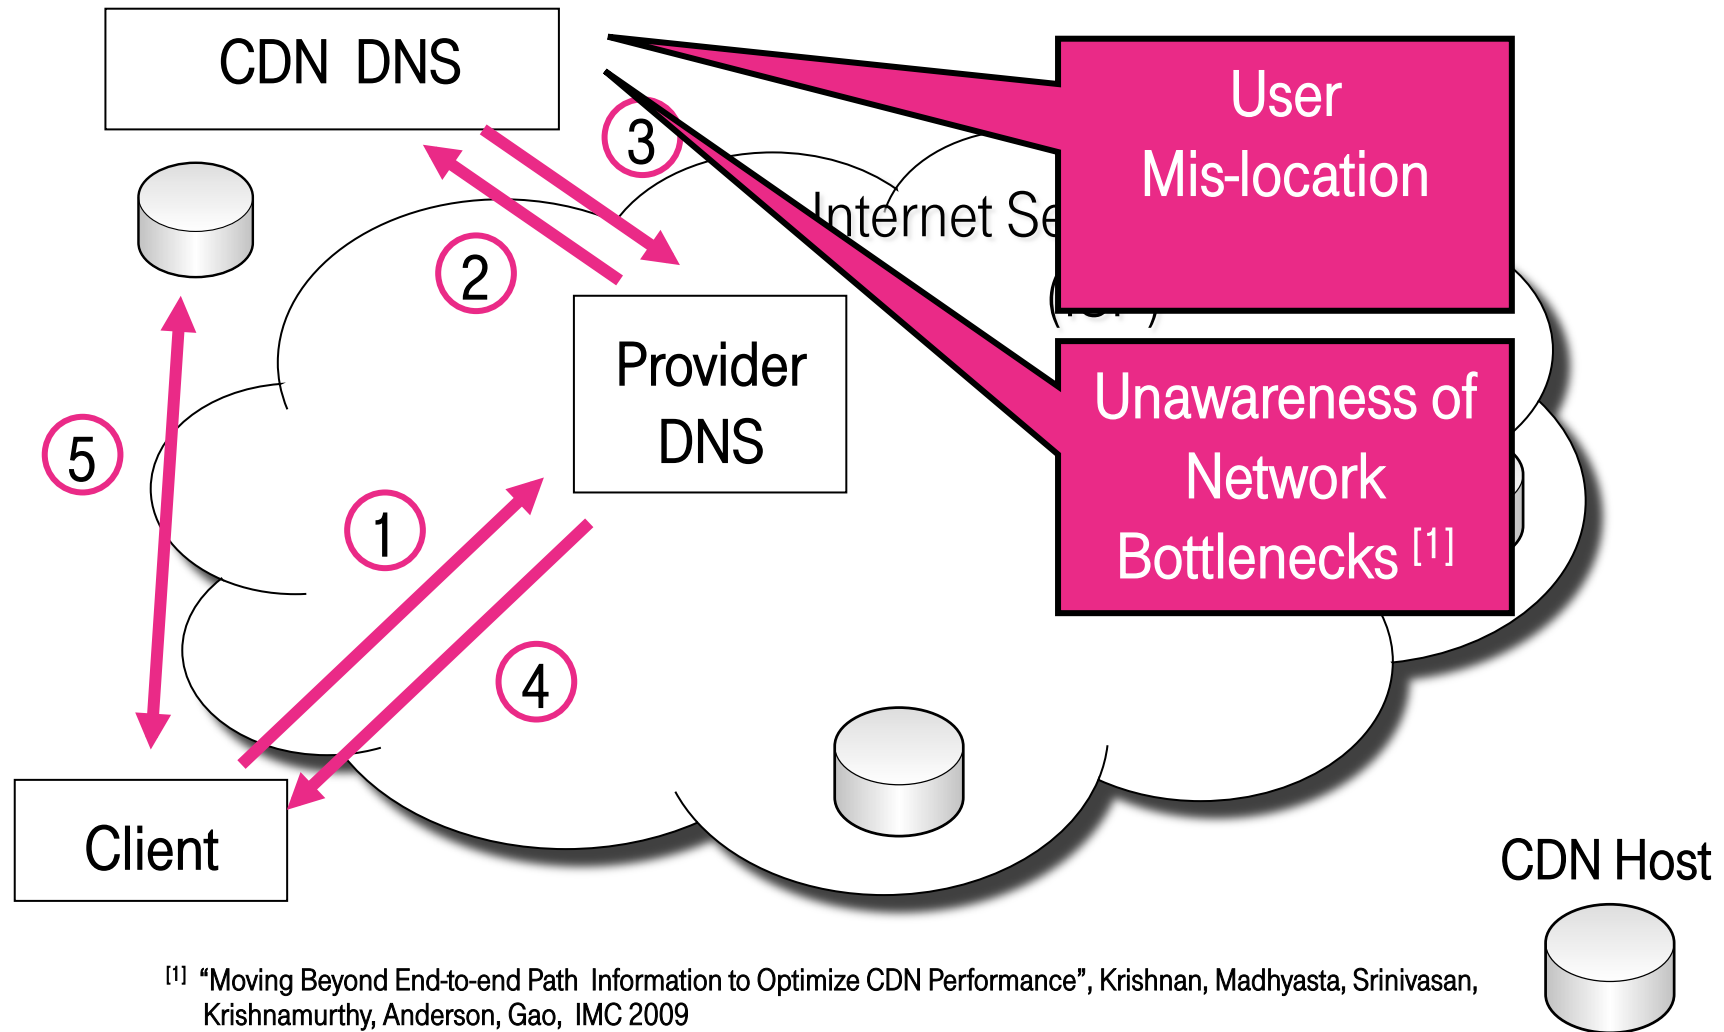 CDN DNS
3
User
Mis-location
Internet
2
Provider
DNS
Unawareness of
Network
Bottlenecks [1]
5
1
4
Client
CDN Host
[1] “Moving Beyond End-to-end Path Information to Optimize CDN Performance”, Krishnan, Madhyasta, Srinivasan,
Krishnamurthy, Anderson, Gao, IMC 2009